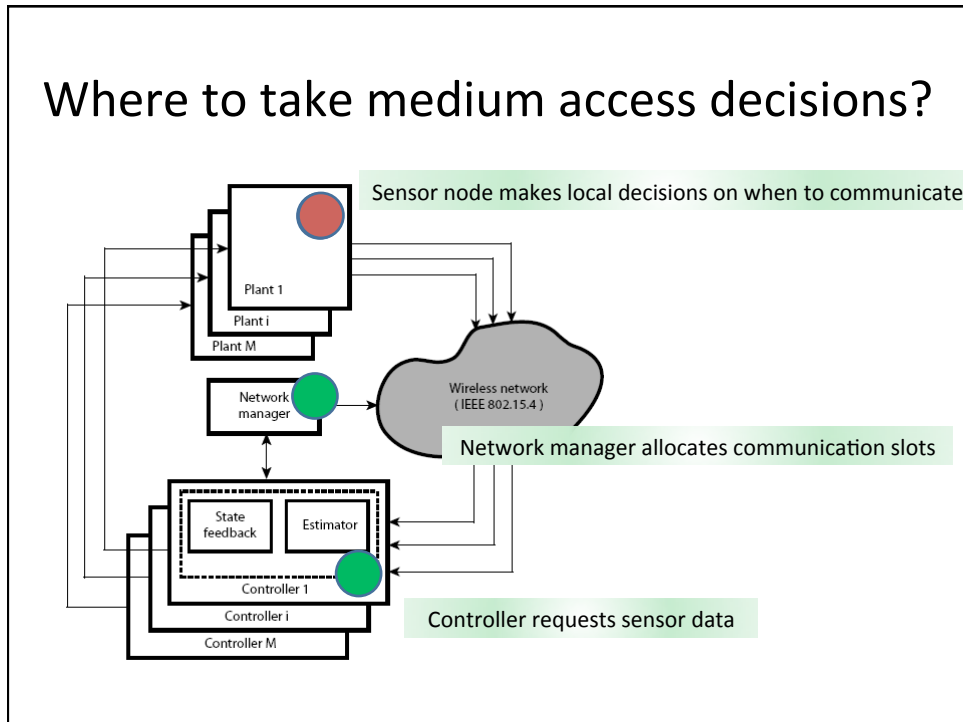 Where to take medium access decisions?
Sensor node makes local decisions on when to communicate
Plant 1
Plant i
Plant M
Network
manager
Wireless network
( IEEE 802.15.4 )
Network manager allocates communication slots
State
feedback
Estimator
Controller 1
Controller i
Controller M
Controller requests sensor data